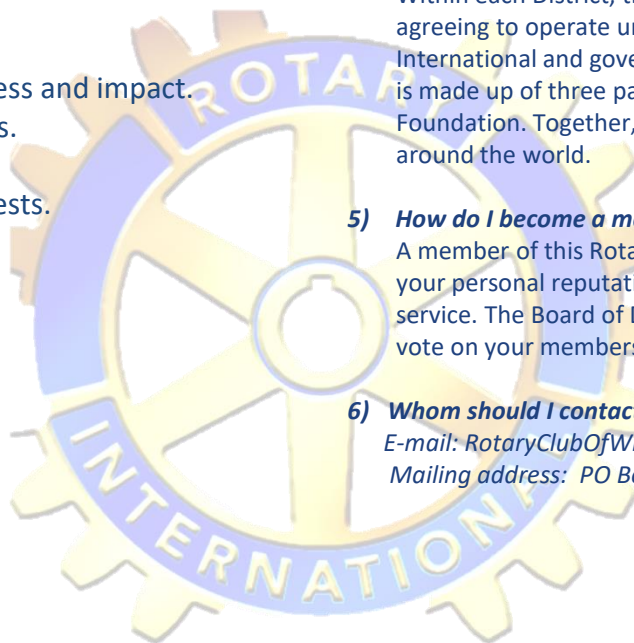 ess and impact.
s.
ests.
Within each District, t
agreeing to operate u
International and gove
is made up of three pa
Foundation. Together,
around the world.
5) How do I become a m
A member of this Rota
your personal reputati
service. The Board of
vote on your members
6) Whom should I contact
E-mail: RotaryClubOfW
Mailing address: PO B
ROTARY
INTERNATIONAL